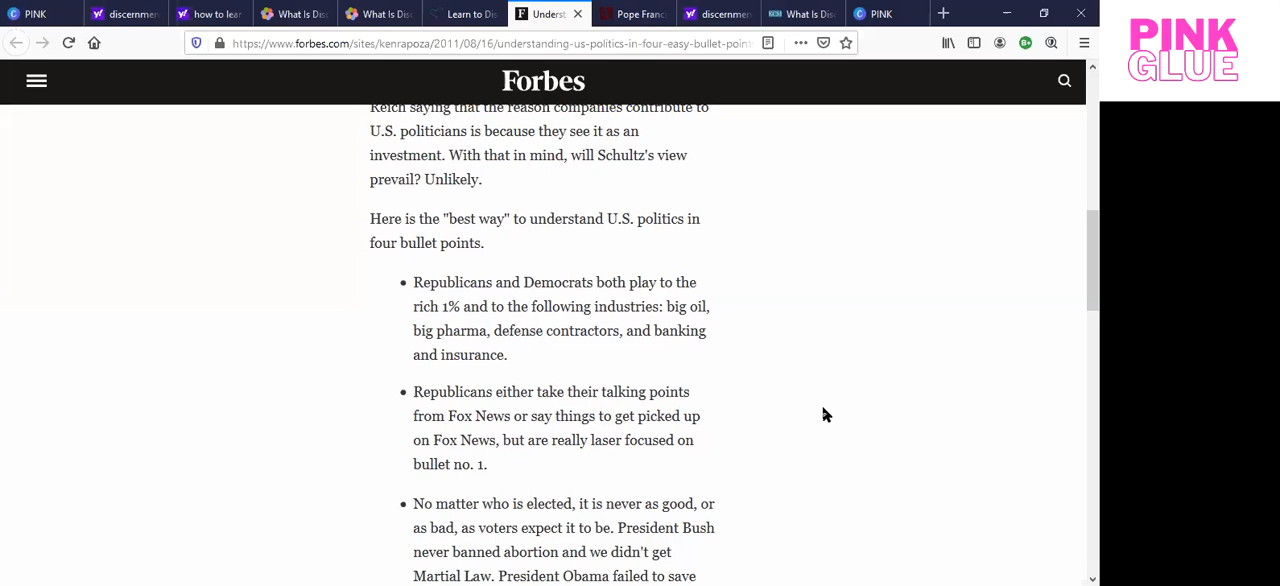 PINK
discernmen
how to lear
What Is Disc
What Is Disc
Learn to Dis
Underst
Pope Franc
discernmen
What Is Disc
PINK
https://www.forbes.com/sites/kenrapoza/2011/08/16/understanding-us-politics-in-four-easy-bullet-point
Forbes
Reich saying that the reason companies contribute to
U.S. politicians is because they see it as an
investment. With that in mind, will Schultz's view
prevail? Unlikely.
Here is the "best way" to understand U.S. politics in
four bullet points.
• Republicans and Democrats both play to the
rich 1% and to the following industries: big oil,
big pharma, defense contractors, and banking
and insurance.
• Republicans either take their talking points
from Fox News or say things to get picked up
on Fox News, but are really laser focused on
bullet no. 1.
• No matter who is elected, it is never as good, or
as bad, as voters expect it to be. President Bush
never banned abortion and we didn't get
Martial Law. President Obama failed to save
PINK
GLUE